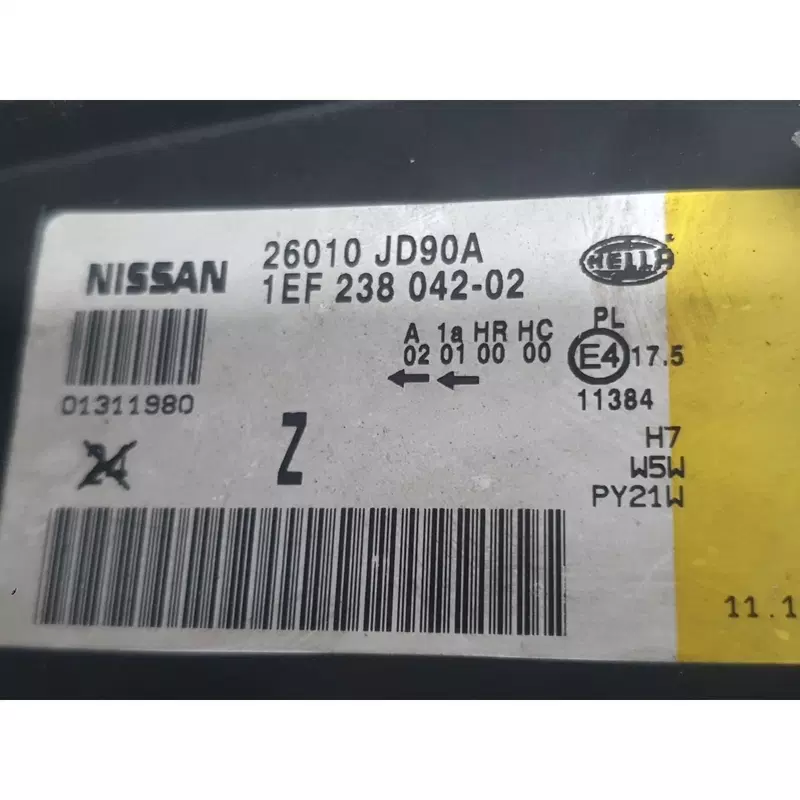 NISSAN
26010 JD90A
1EF 238 042-02
HELLA
A 1a HR HC
02 01 00 00
PL
E4 17.5
11384
01311980
24
Z
H7
W5W
PY21W
11.1